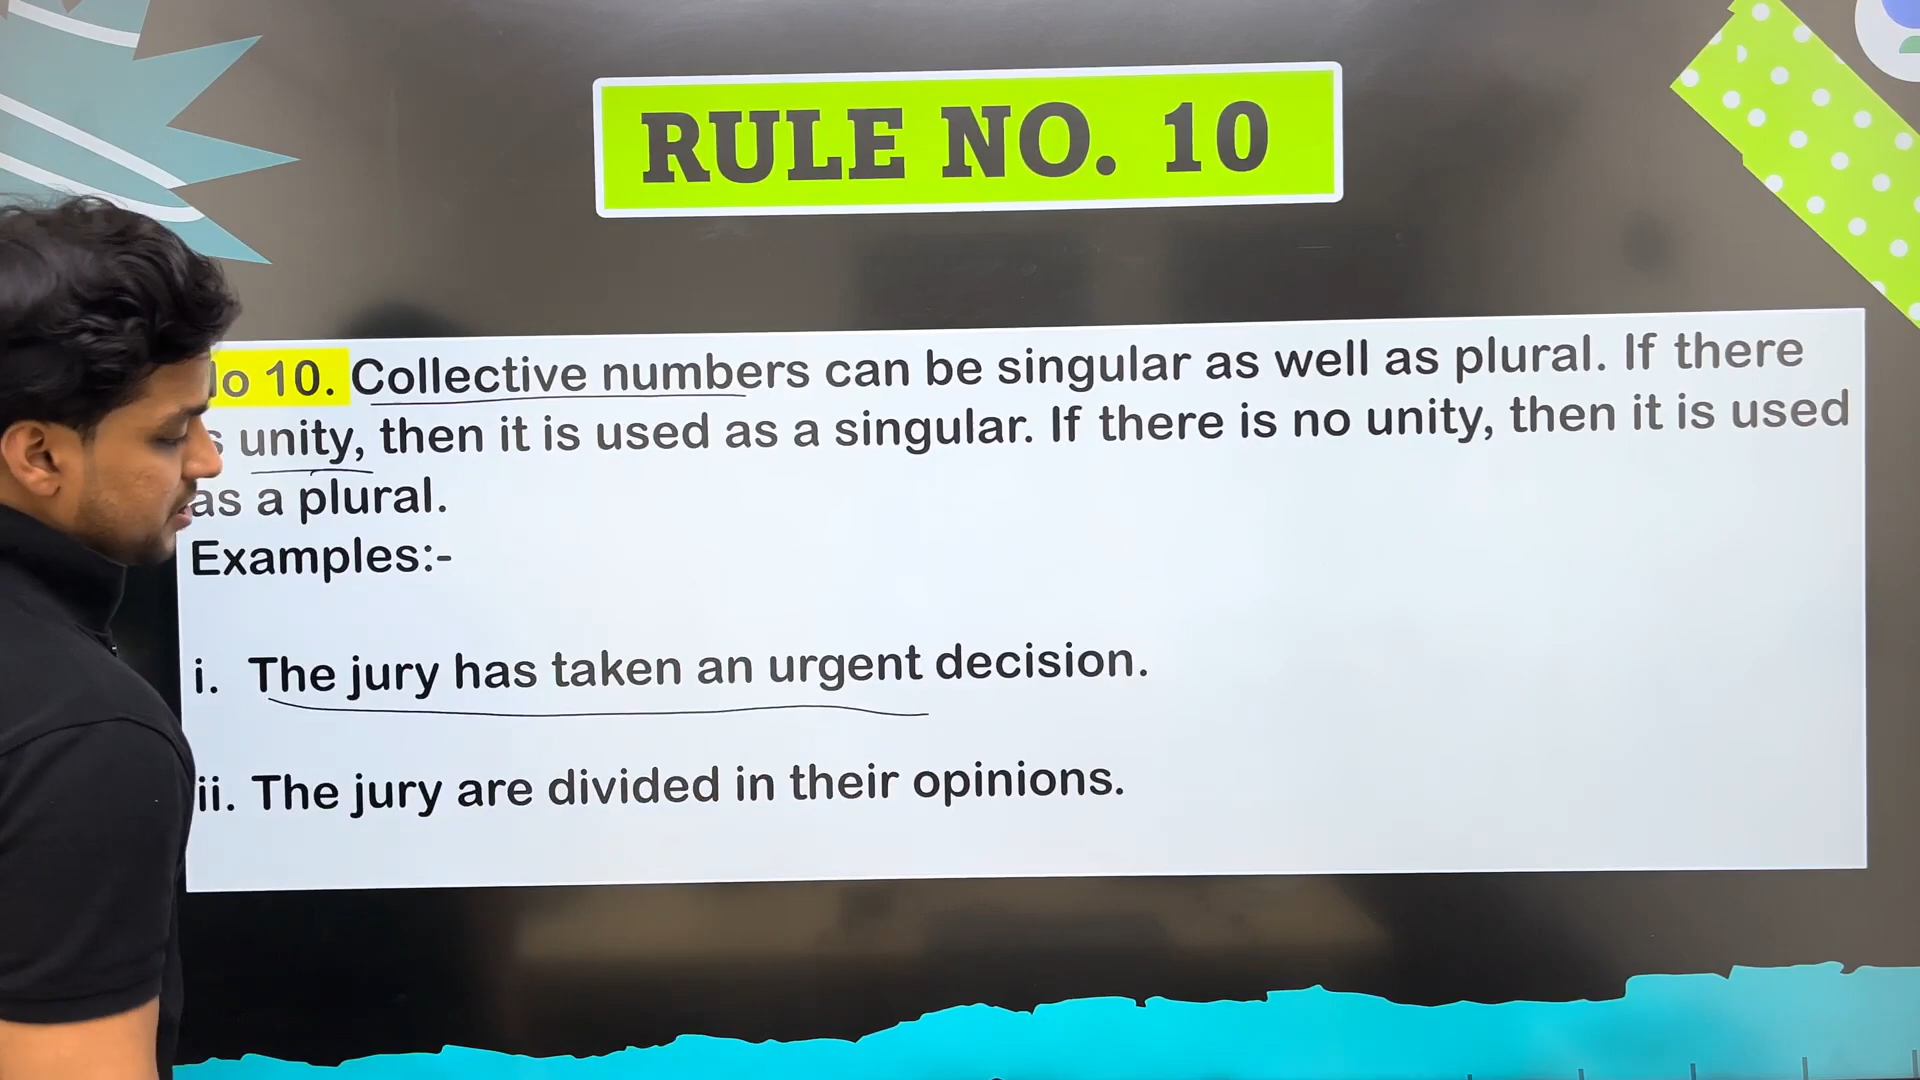 RULE NO. 10
10. Collective numbers can be singular as well as plural. If there
unity, then it is used as a singular. If there is no unity, then it is used
as a plural.
Examples:-
i. The jury has taken an urgent decision.
ii. The jury are divided in their opinions.